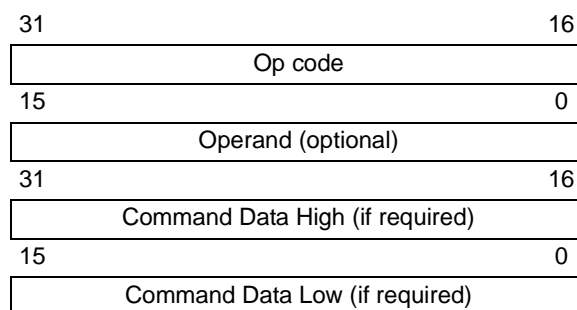 31 16
Op code
15 0
Operand (optional)
31 16
Command Data High (if required)
15 0
Command Data Low (if required)